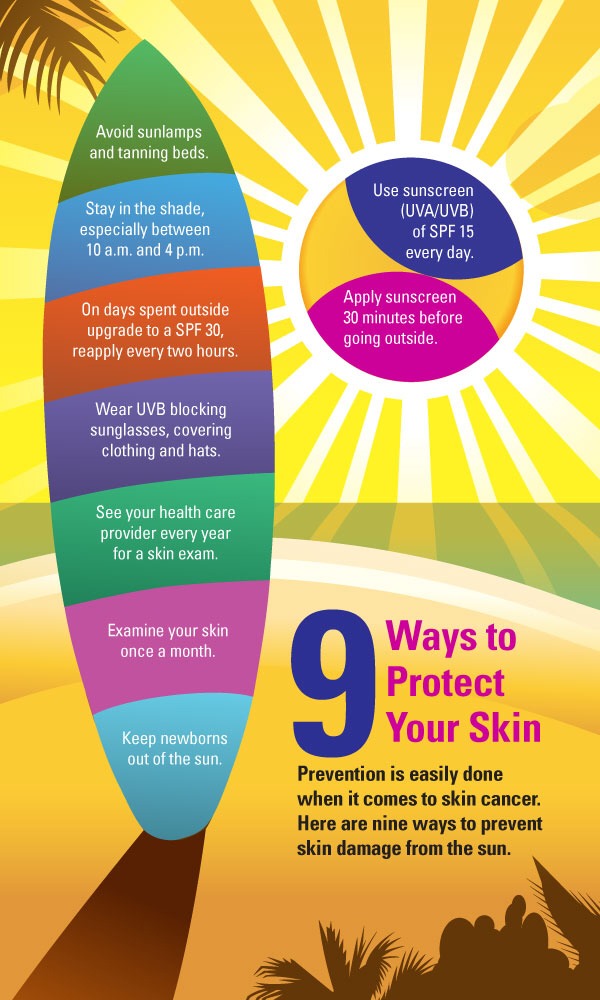 Avoid sunlamps
and tanning beds.
Stay in the shade,
especially between
10 a.m. and 4 p.m.
On days spent outside
upgrade to a SPF 30,
reapply every two hours.
Wear UVB blocking
sunglasses, covering
clothing and hats.
See your health care
provider every year
for a skin exam.
Examine your skin
once a month.
Keep newborns
out of the sun.
Use sunscreen
(UVA/UVB)
of SPF 15
every day.
Apply sunscreen
30 minutes before
going outside.
9
Ways to
Protect
Your Skin
Prevention is easily done
when it comes to skin cancer.
Here are nine ways to prevent
skin damage from the sun.